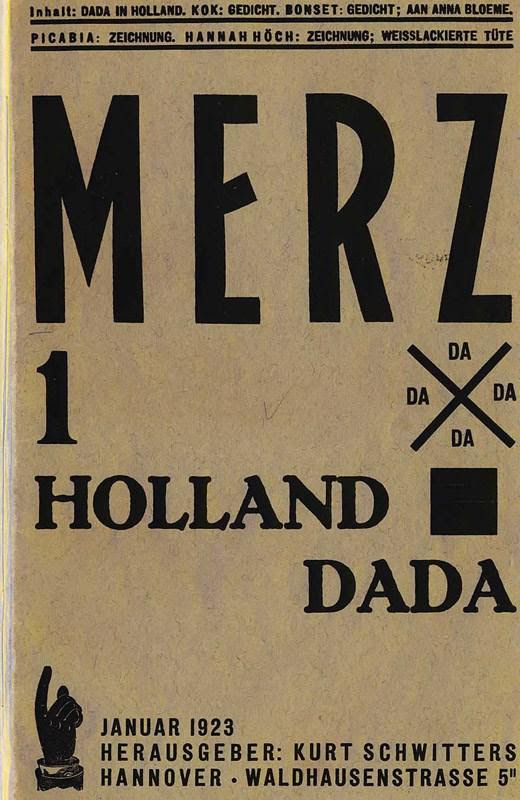 Inhalt: DADA IN HOLLAND. KOK: GEDICHT. BONSET: GEDICHT; AAN ANNA BLOEME.
PICABIA: ZEICHNUNG. HANNAH HÖCH: ZEICHNUNG; WEISSLACKIERTE TÜTE
MERZ
1
DA
DA DA
DA
HOLLAND
DADA
JANUAR 1923
HERAUSGEBER: KURT SCHWITTERS
HANNOVER · WALDHAUSENSTRASSE 5"